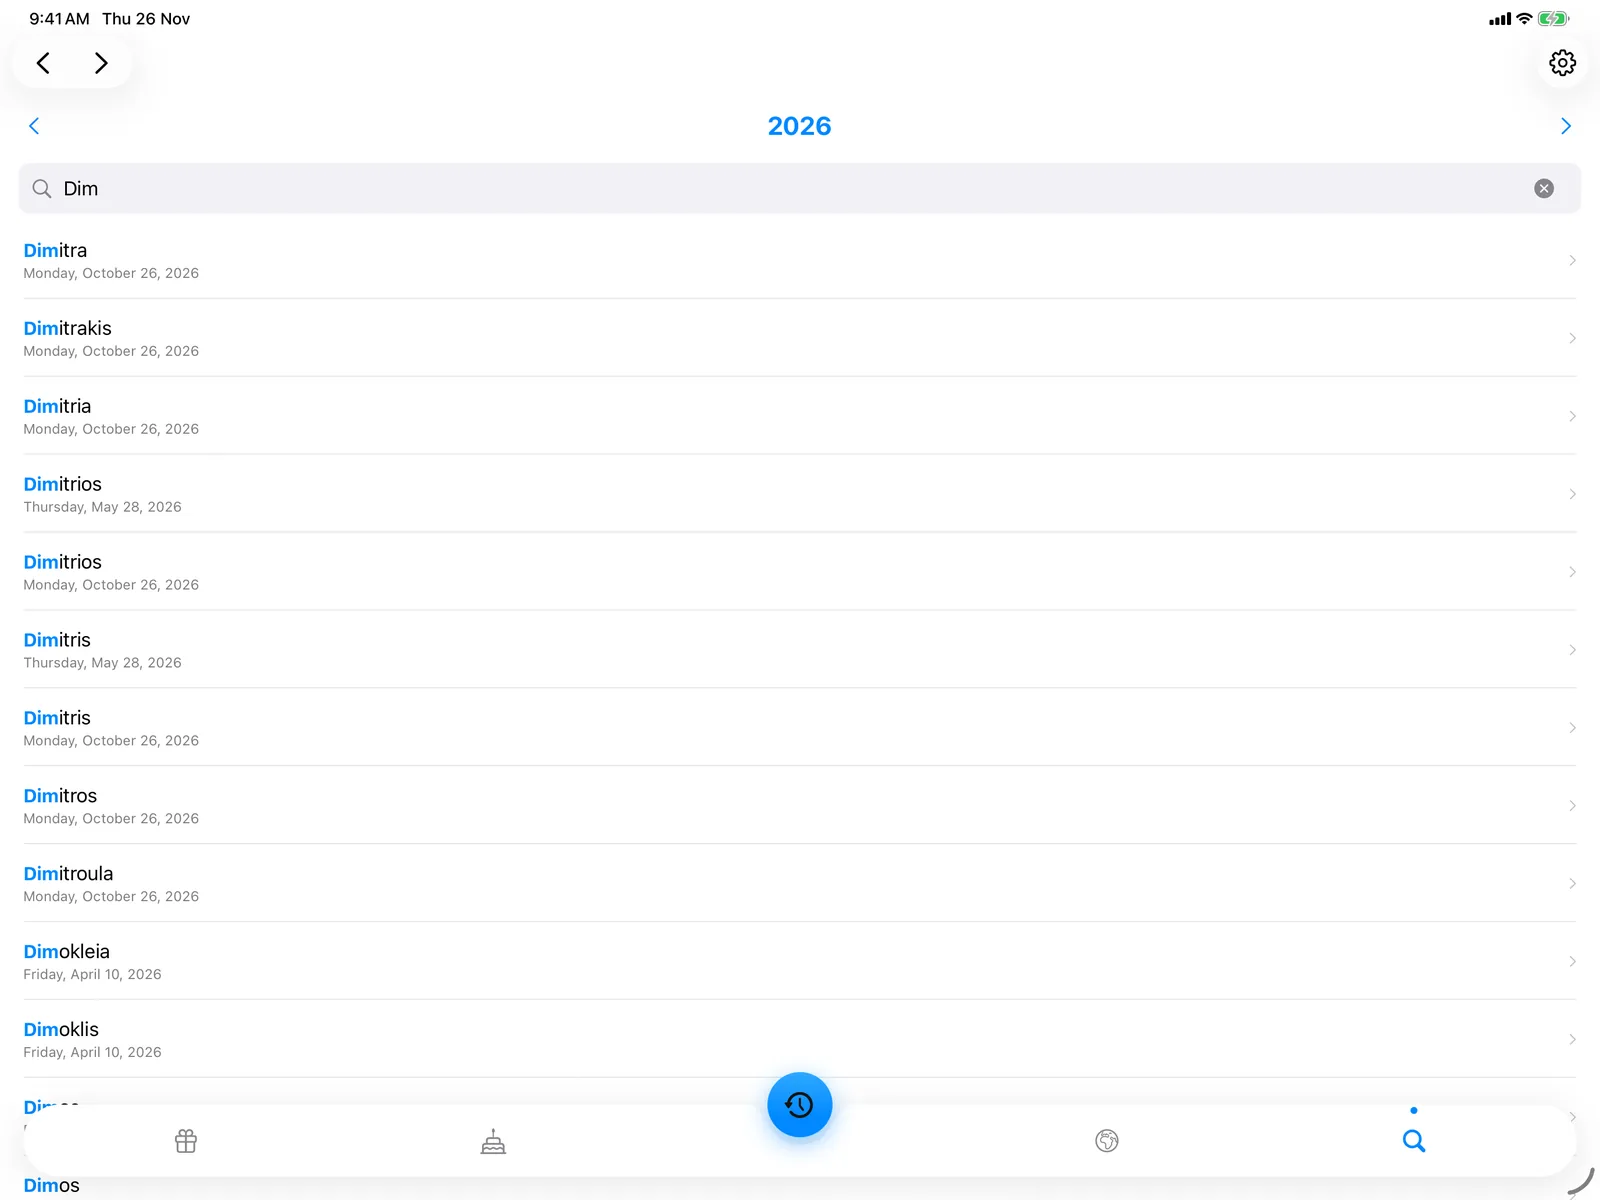 9:41 AM Thu 26 Nov
2026
Dim
Dimitra
Monday, October 26, 2026
Dimitrakis
Monday, October 26, 2026
Dimitria
Monday, October 26, 2026
Dimitrios
Thursday, May 28, 2026
Dimitrios
Monday, October 26, 2026
Dimitris
Thursday, May 28, 2026
Dimitris
Monday, October 26, 2026
Dimitros
Monday, October 26, 2026
Dimitroula
Monday, October 26, 2026
Dimokleia
Friday, April 10, 2026
Dimoklis
Friday, April 10, 2026
Dimos